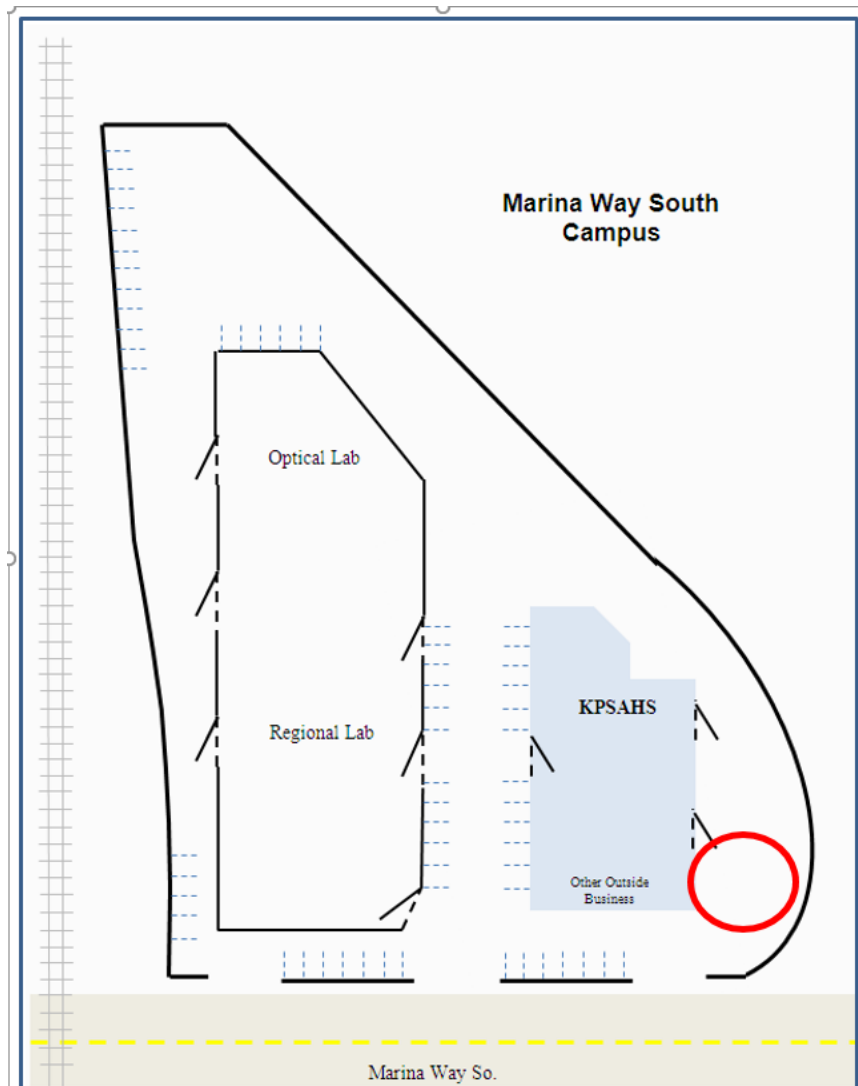 Marina Way South
Campus
Optical Lab
Regional Lab
KPSAHS
Other Outside
Business
Marina Way So.